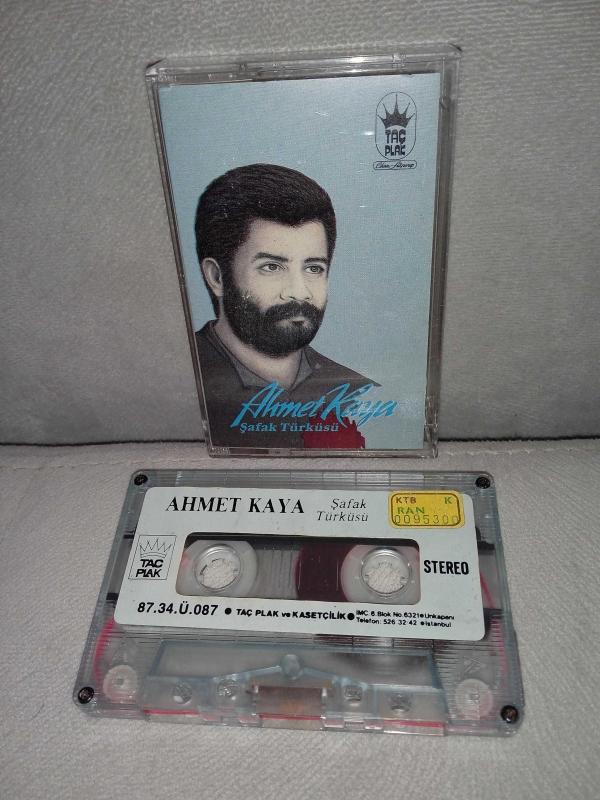 TAÇ
PLAK
Ahmet Kaya
Şafak Türküsü
AHMET KAYA
Şafak
Türküsü
KTB K
RAN
0095300
TAÇ
PLAK
STEREO
87.34.Ü.087 • TAÇ PLAK ve KASETÇİLİK •
İMC. 6. Blok No. 6321 • Unkapanı
Telefon: 526 32 42 • İstanbul